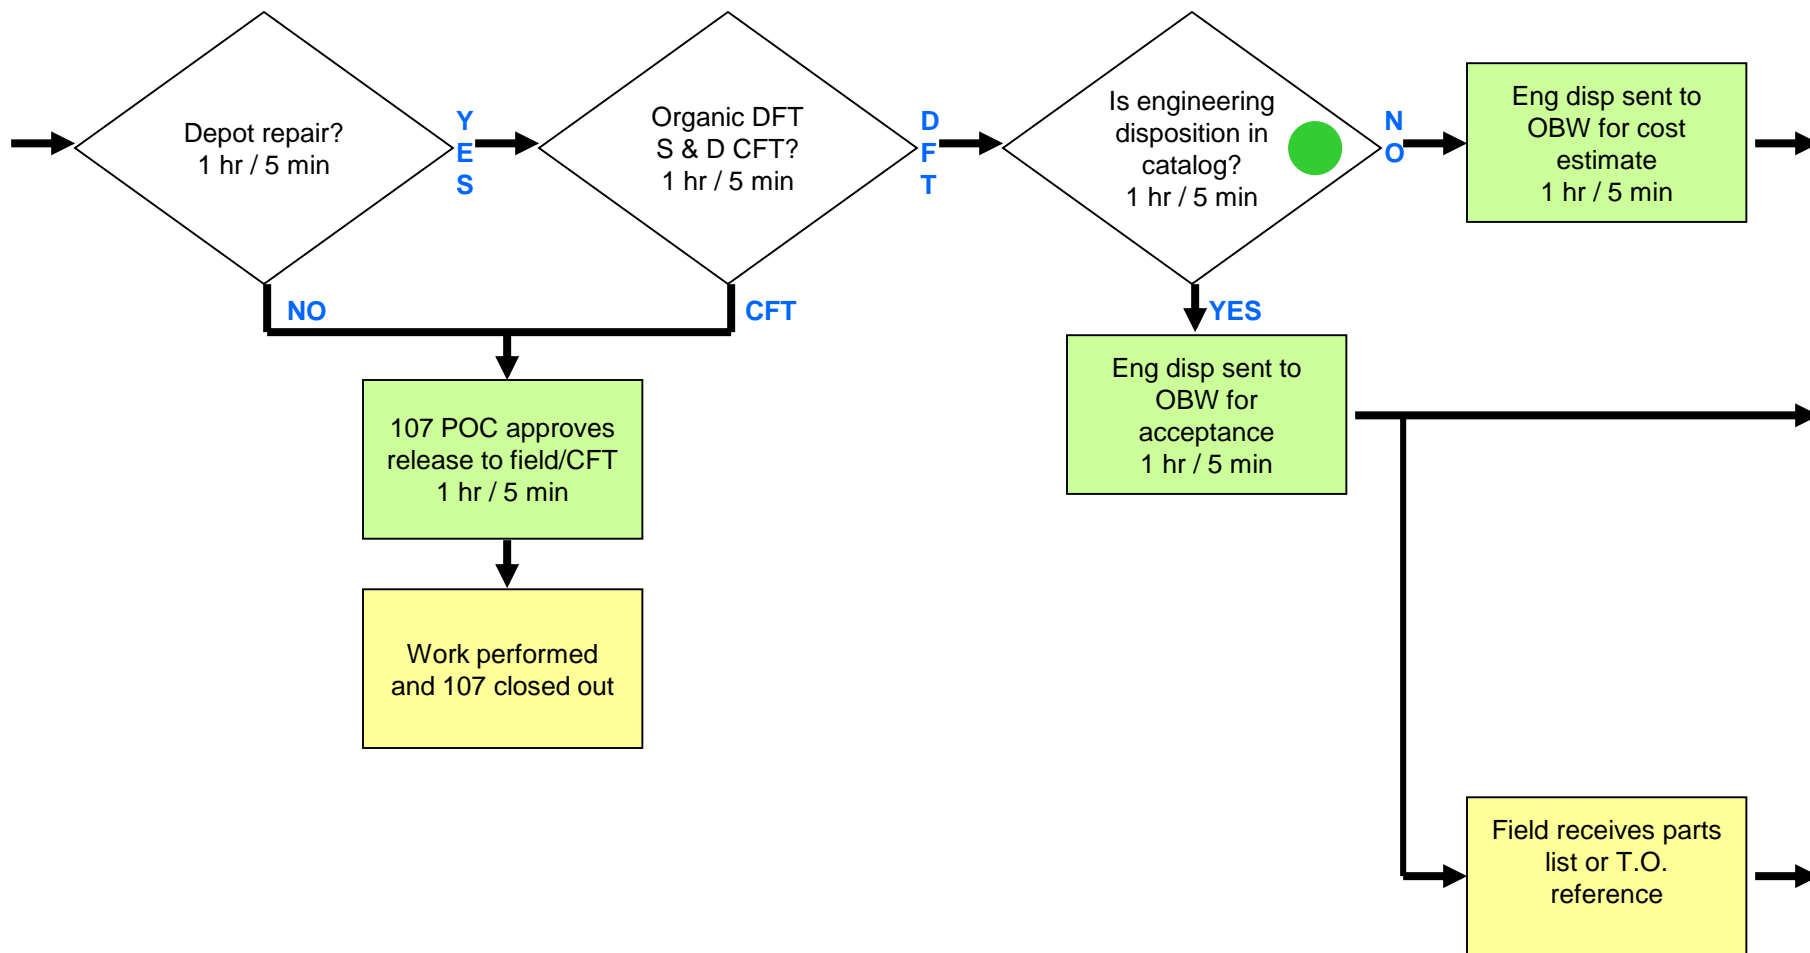 Depot repair?
1 hr / 5 min
YES
Organic DFT
S & D CFT?
1 hr / 5 min
DFT
Is engineering
disposition in
catalog?
1 hr / 5 min
NO
Eng disp sent to
OBW for cost
estimate
1 hr / 5 min
NO
CFT
YES
107 POC approves
release to field/CFT
1 hr / 5 min
Eng disp sent to
OBW for
acceptance
1 hr / 5 min
Work performed
and 107 closed out
Field receives parts
list or T.O.
reference